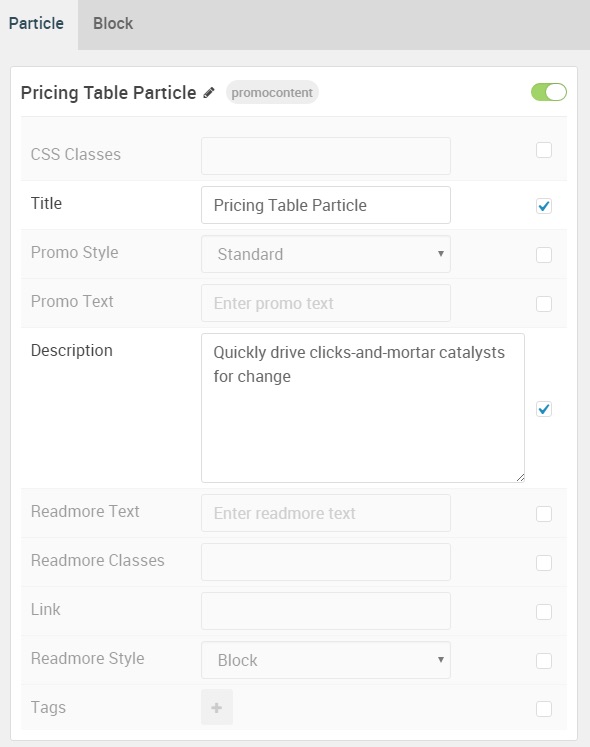 Particle Block
Pricing Table Particle promocontent
CSS Classes
Title Pricing Table Particle
Promo Style Standard
Promo Text Enter promo text
Description Quickly drive clicks-and-mortar catalysts
for change
Readmore Text Enter readmore text
Readmore Classes
Link
Readmore Style Block
Tags +